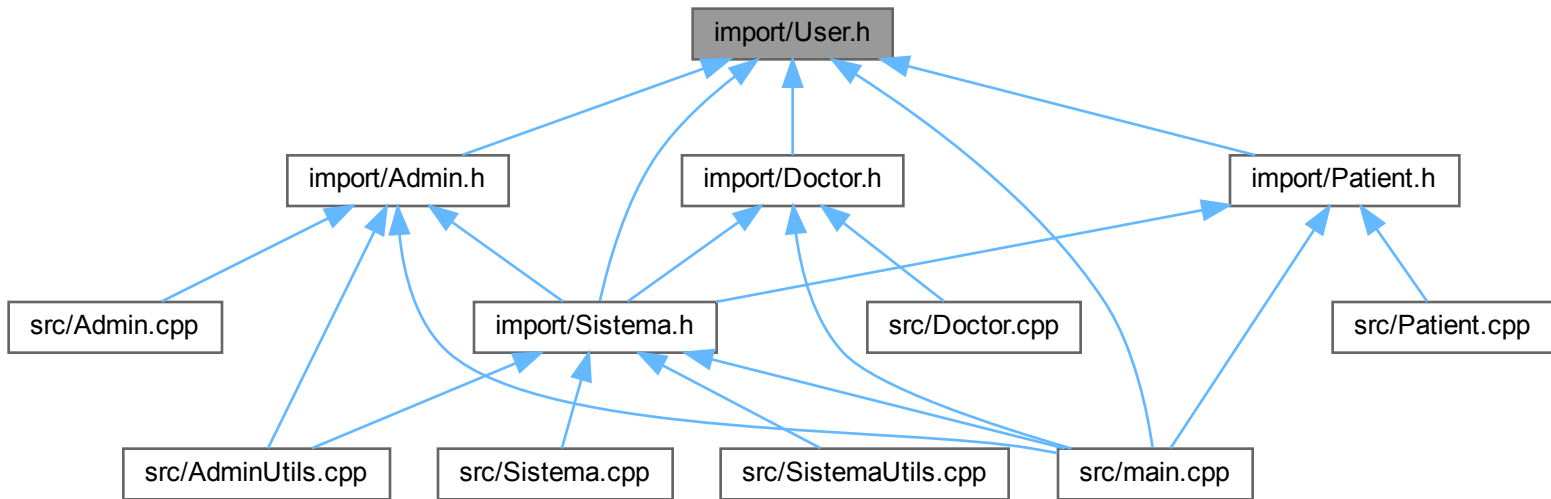 import/User.h
import/Admin.h
import/Doctor.h
import/Patient.h
src/Admin.cpp
import/Sistema.h
src/Doctor.cpp
src/Patient.cpp
src/AdminUtils.cpp
src/Sistema.cpp
src/SistemaUtils.cpp
src/main.cpp